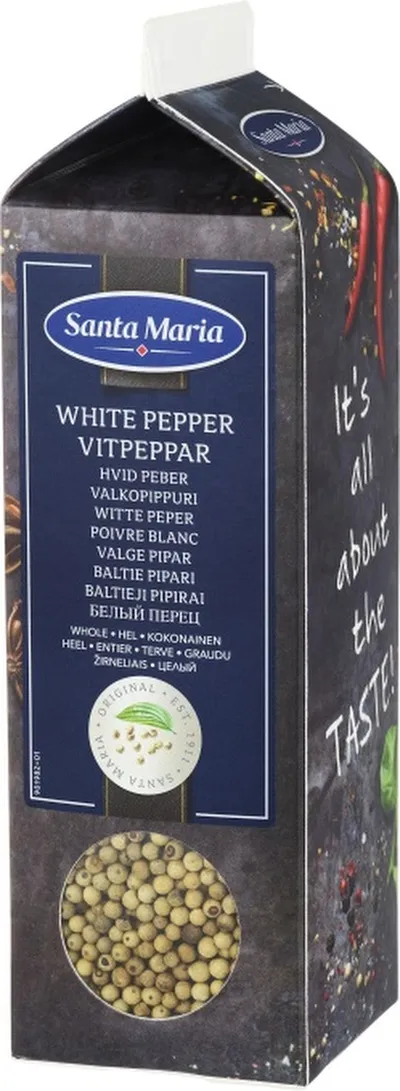 Santa Maria
Santa Maria
WHITE PEPPER
VITPEPPAR
HVID PEBER
VALKOPIPPURI
WITTE PEPER
POIVRE BLANC
VALGE PIPAR
BALTIE PIPARI
BALTIEJI PIPIRAI
БЕЛЫЙ ПЕРЕЦ
WHOLE • HEL • KOKONAINEN
HEEL • ENTIER • TERVE • GRAUDU
ŽIRNELIAIS • ЦЕЛЫЙ
ORIGINAL • EST. 1911 • SANTA MARIA •
901982-01
It's
all
about
the
TASTE!